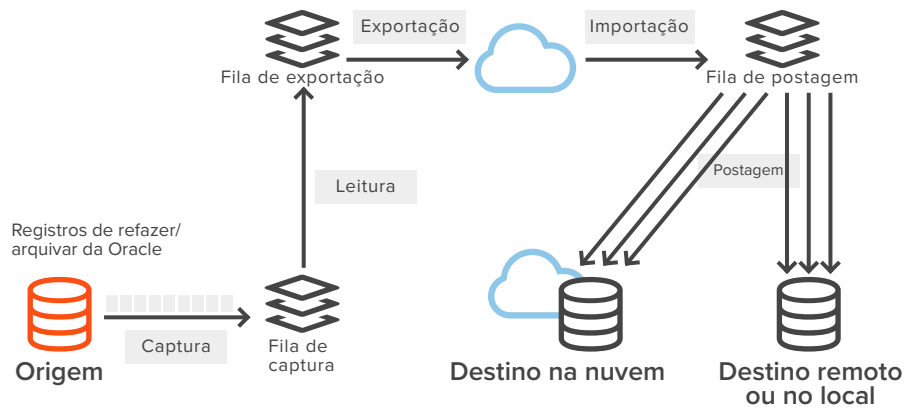 Exportação
Importação
Fila de exportação
Fila de postagem
Postagem
Leitura
Registros de refazer/
arquivar da Oracle
Captura
Fila de
captura
Origem
Destino na nuvem
Destino remoto
ou no local